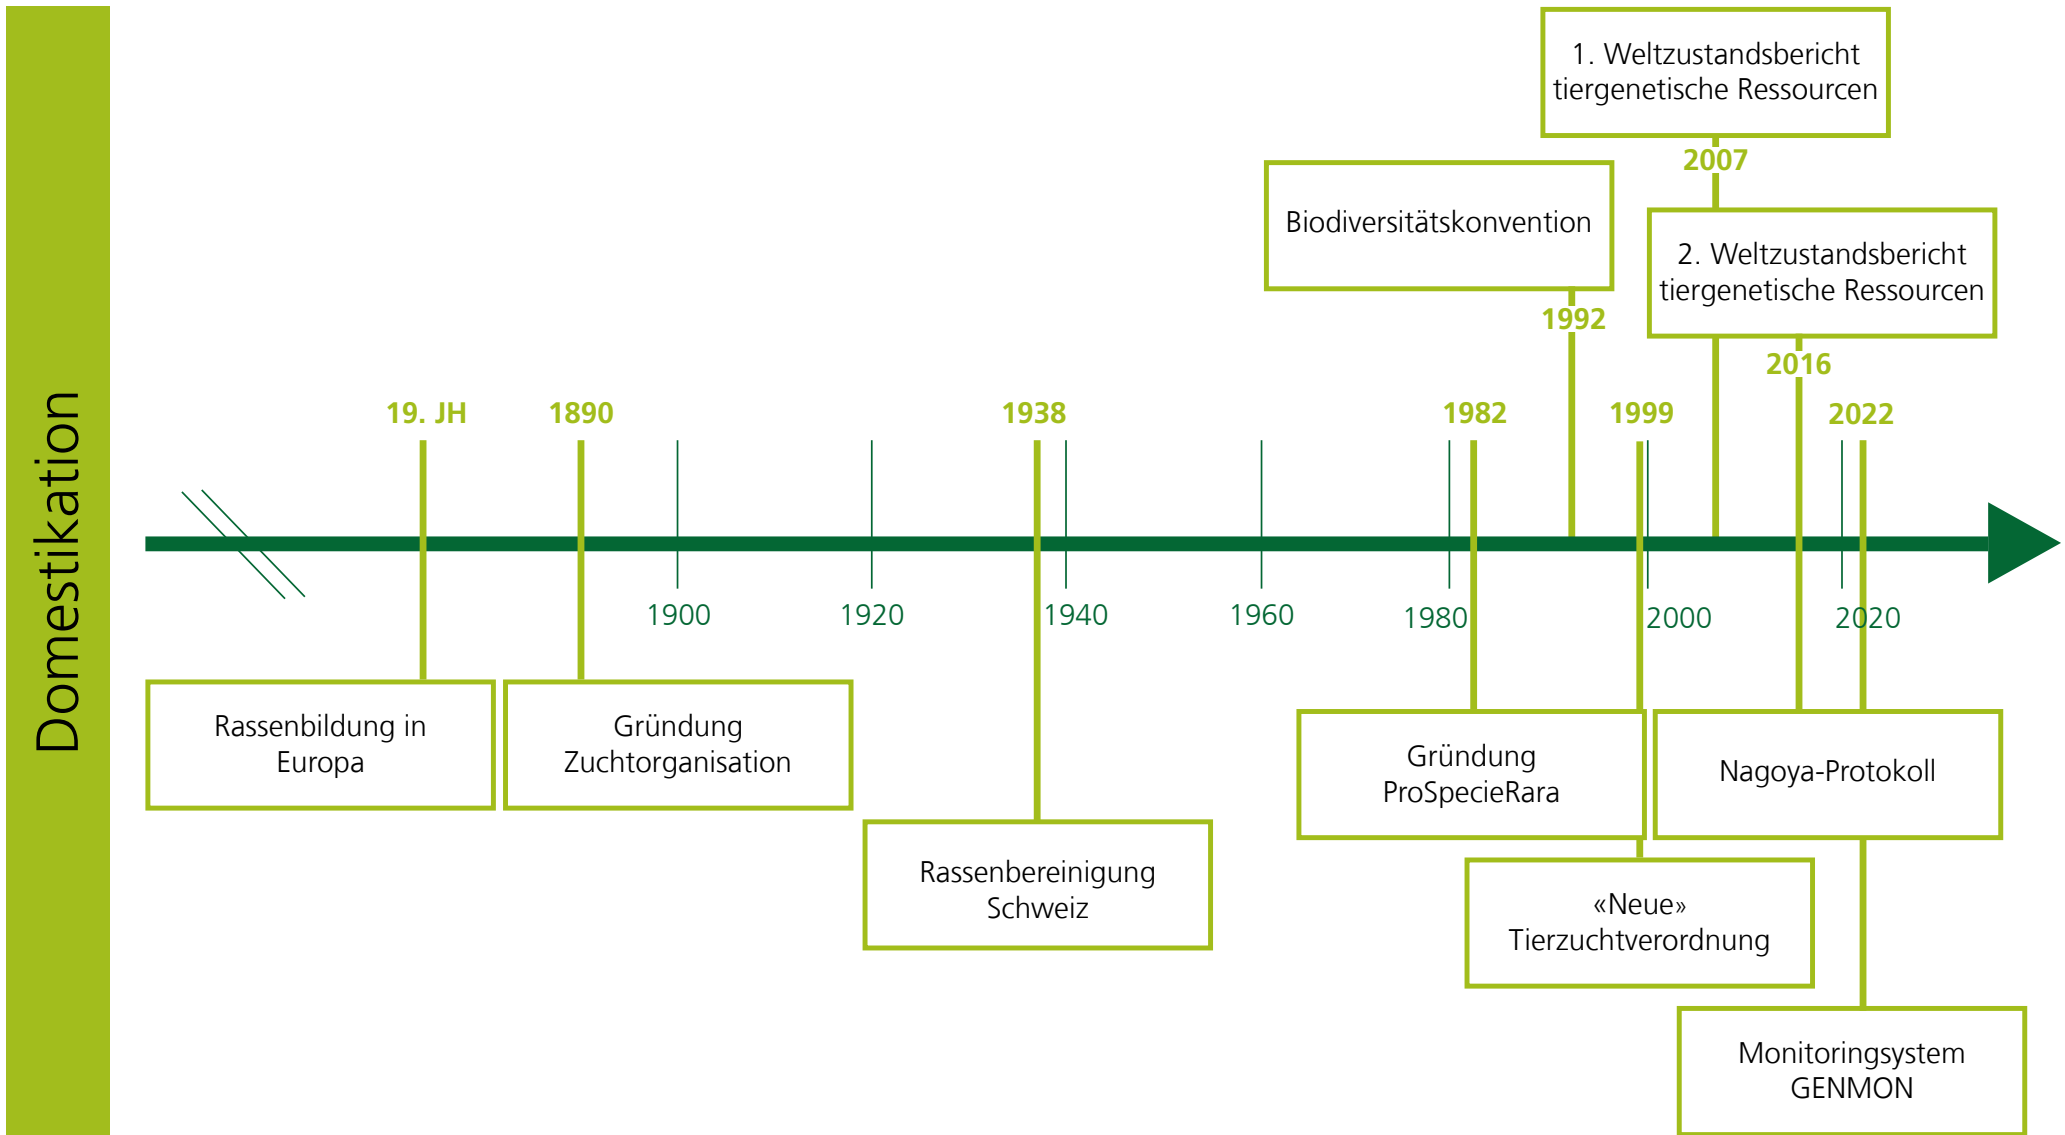 Domestikation
1. Weltzustandsbericht
tiergenetische Ressourcen
2007
Biodiversitätskonvention
1992
2. Weltzustandsbericht
tiergenetische Ressourcen
2016
19. JH
1890
1938
1982
1999
2022
1900
1920
1940
1960
1980
2000
2020
Rassenbildung in
Europa
Gründung
Zuchtorganisation
Rassenbereinigung
Schweiz
Gründung
ProSpecieRara
Nagoya-Protokoll
«Neue»
Tierzuchtverordnung
Monitoringsystem
GENMON